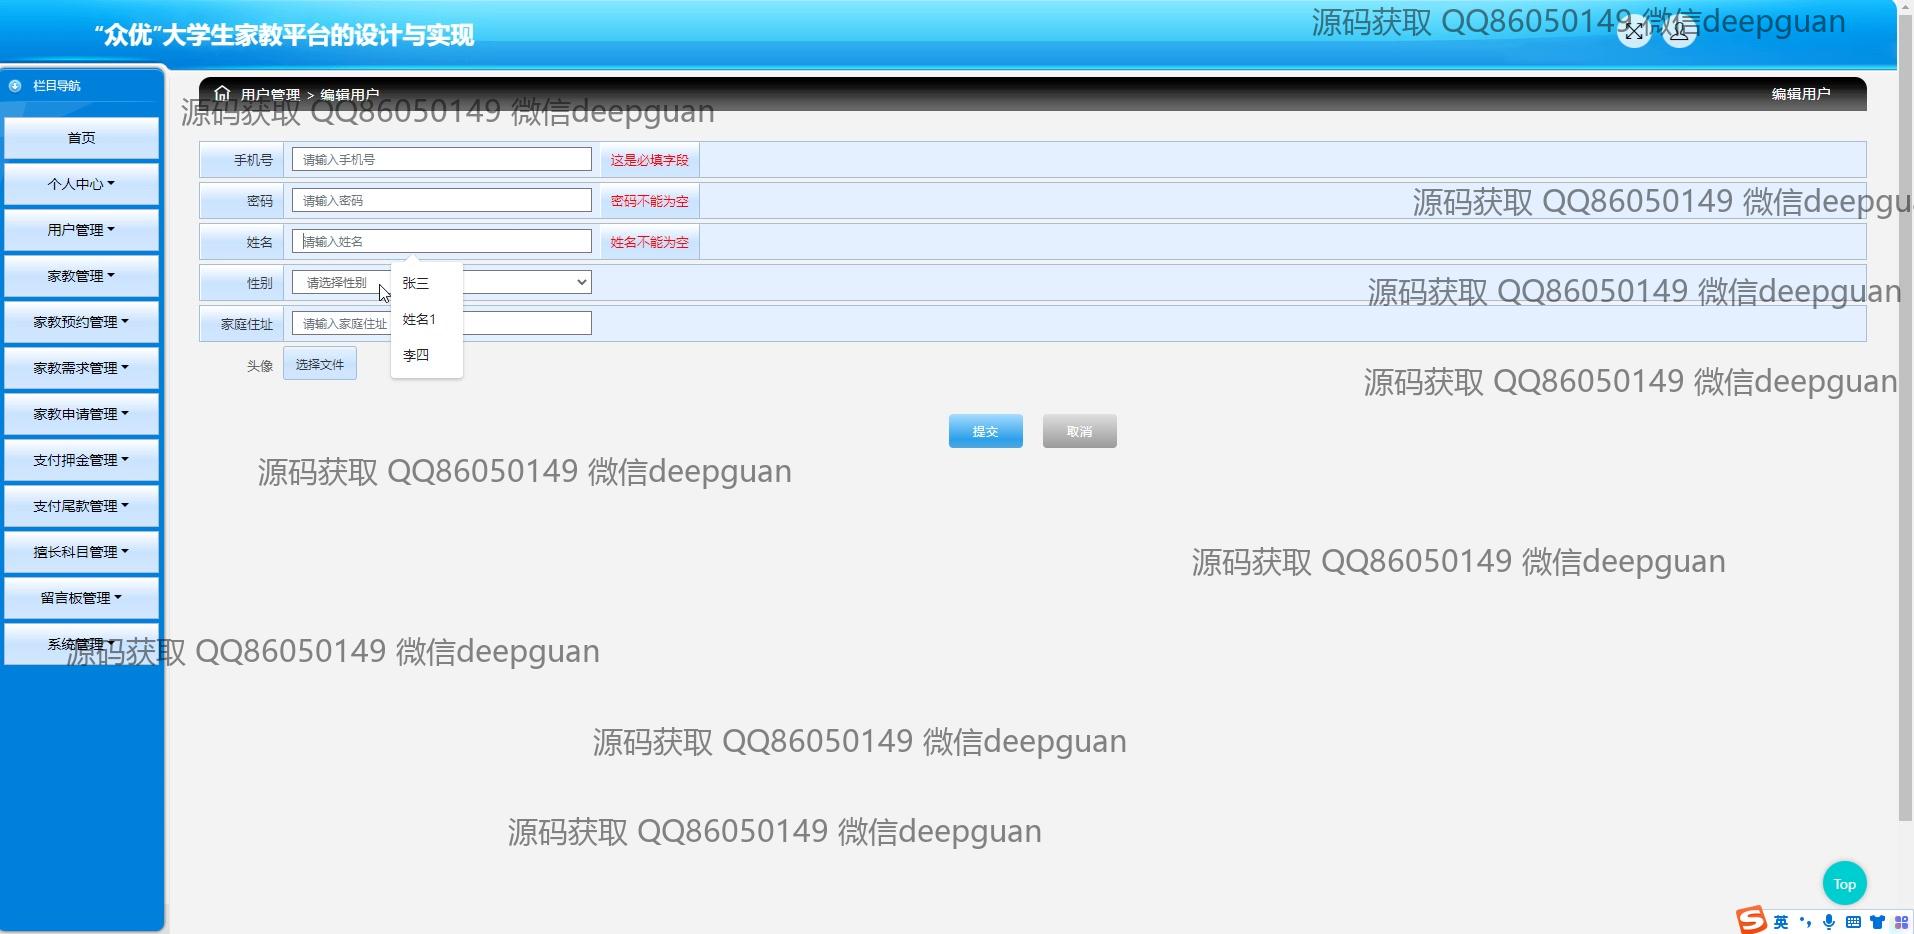 “众优”大学生家教平台的设计与实现
源码获取 QQ86050149 微信deepguan
栏目导航
用户管理 > 编辑用户
编辑用户
源码获取 QQ86050149 微信deepguan
首页
个人中心
用户管理
家教管理
家教预约管理
家教需求管理
家教申请管理
支付押金管理
支付尾款管理
擅长科目管理
留言板管理
系统管理
手机号 请输入手机号 这是必填字段
密码 请输入密码 密码不能为空
源码获取 QQ86050149 微信deepgu
姓名 请输入姓名 姓名不能为空
性别 请选择性别
张三
姓名1
李四
源码获取 QQ86050149 微信deepguan
家庭住址 请输入家庭住址
头像 选择文件
源码获取 QQ86050149 微信deepguan
提交 取消
源码获取 QQ86050149 微信deepguan
源码获取 QQ86050149 微信deepguan
源码获取 QQ86050149 微信deepguan
源码获取 QQ86050149 微信deepguan
源码获取 QQ86050149 微信deepguan
Top
英